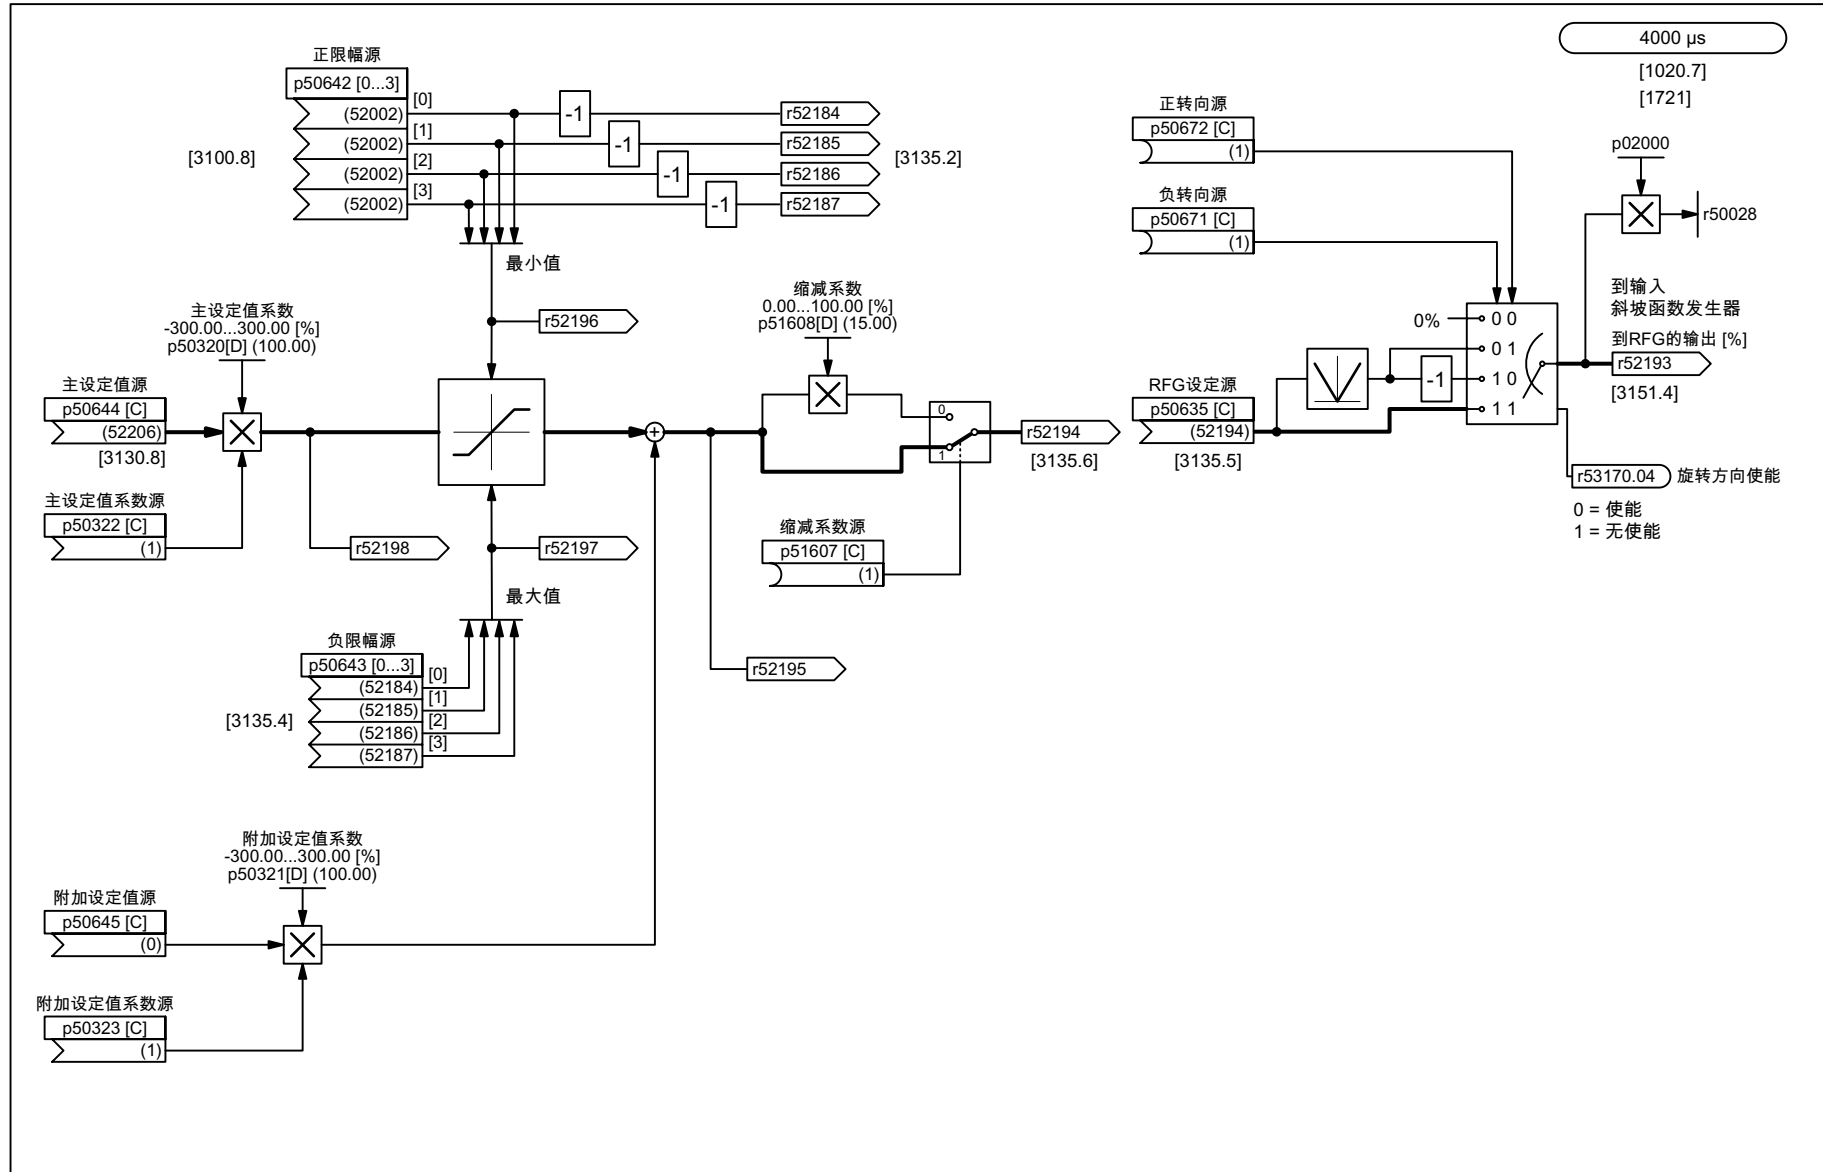 正限幅源
p50642 [0...3]
(52002)
[0]
(52002)
[1]
(52002)
[2]
(52002)
[3]
[3100.8]
-1
-1
-1
-1
r52184
r52185
r52186
r52187
[3135.2]
最小值
r52196
主设定值系数
-300.00...300.00 [%]
p50320[D] (100.00)
主设定值源
p50644 [C]
(52206)
[3130.8]
主设定值系数源
p50322 [C]
(1)
r52198
r52197
最大值
负限幅源
p50643 [0...3]
(52184)
[0]
(52185)
[1]
(52186)
[2]
(52187)
[3]
[3135.4]
r52195
附加设定值系数
-300.00...300.00 [%]
p50321[D] (100.00)
附加设定值源
p50645 [C]
(0)
附加设定值系数源
p50323 [C]
(1)
缩减系数
0.00...100.00 [%]
p51608[D] (15.00)
0
1
r52194
[3135.6]
缩减系数源
p51607 [C]
(1)
4000 µs
[1020.7]
[1721]
正转向源
p50672 [C]
(1)
负转向源
p50671 [C]
(1)
p02000
r50028
RFG设定源
p50635 [C]
(52194)
[3135.5]
-1
0%
0 0
0 1
1 0
1 1
到输入
斜坡函数发生器
到RFG的输出 [%]
r52193
[3151.4]
r53170.04
旋转方向使能
0 = 使能
1 = 无使能